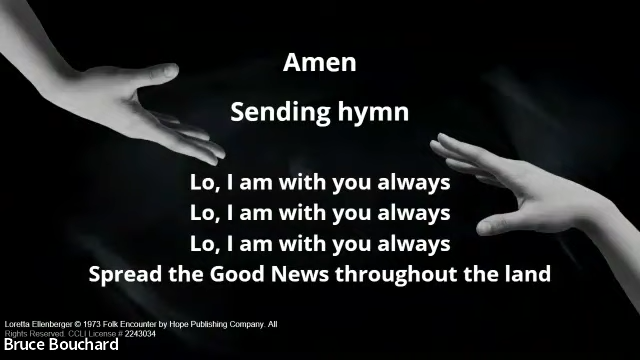 Amen
Sending hymn
Lo, I am with you always
Lo, I am with you always
Lo, I am with you always
Spread the Good News throughout the land
Loretta Ellenberger © 1973 Folk Encounter by Hope Publishing Company. All
Rights Reserved. CCLI License # 2243034
Bruce Bouchard